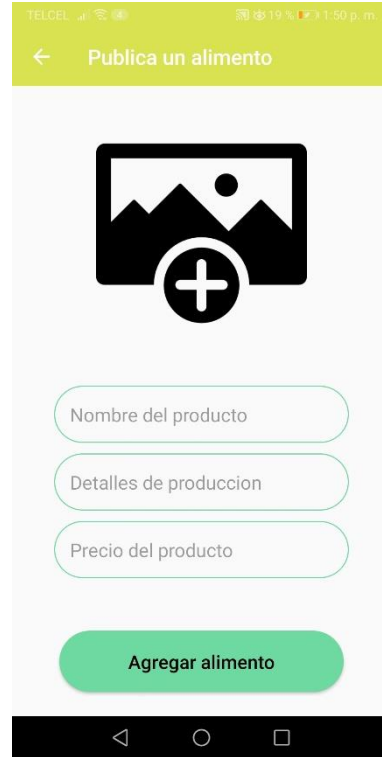 TELCEL 19 % 1:50 p. m.
Publica un alimento
Nombre del producto
Detalles de produccion
Precio del producto
Agregar alimento